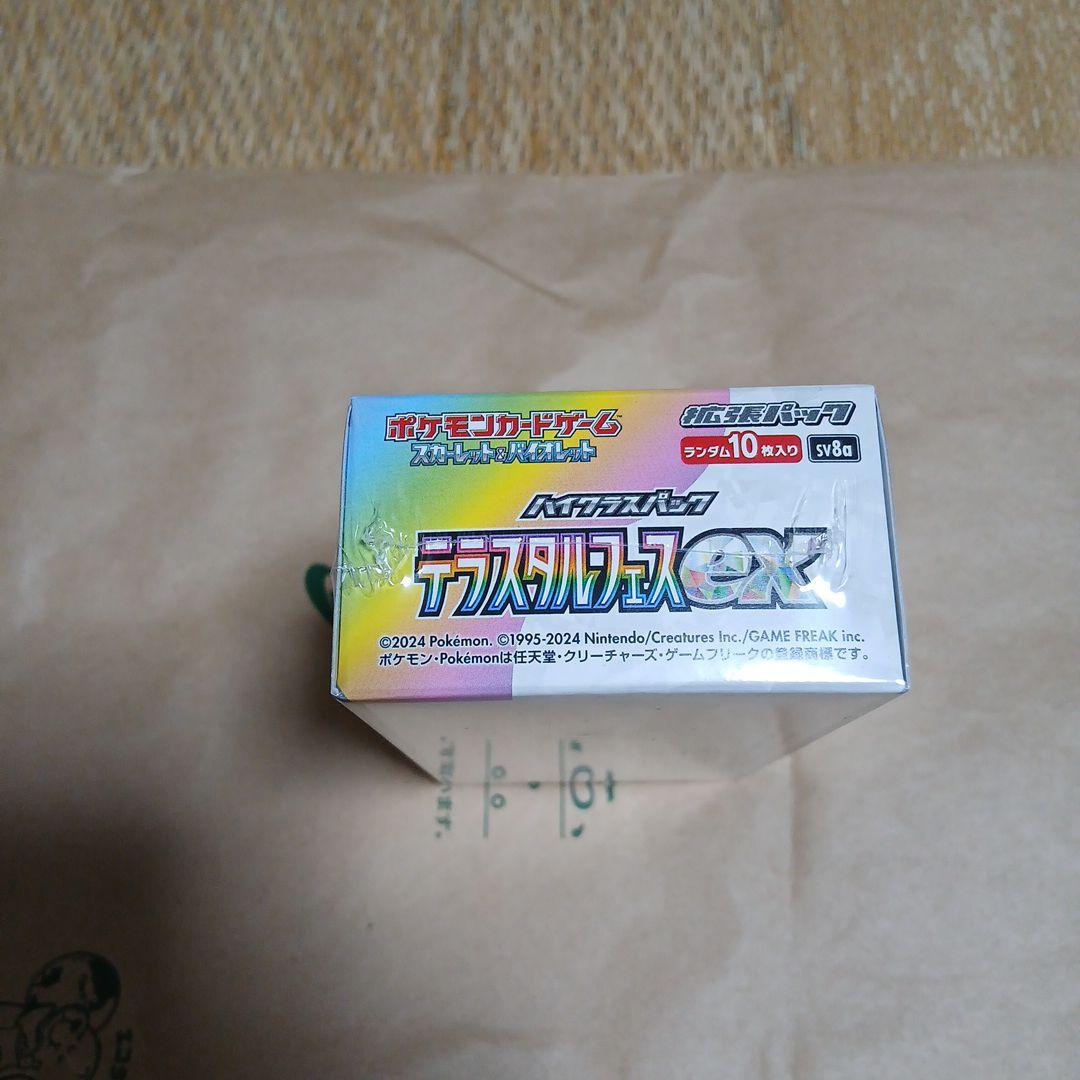 ポケモンカードゲーム
スカーレット&バイオレット
拡張パック
ランダム10枚入り SV8a
ハイクラスパック
テラスタル・フェスex
©2024 Pokémon. ©1995-2024 Nintendo/Creatures Inc./GAME FREAK inc.
ポケモン・Pokémonは任天堂・クリーチャーズ・ゲームフリークの登録商標です。